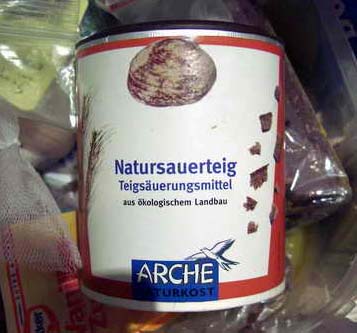 Natursauerteig
Teigsäuerungsmittel
aus ökologischem Landbau
ARCHE
NATURKOST